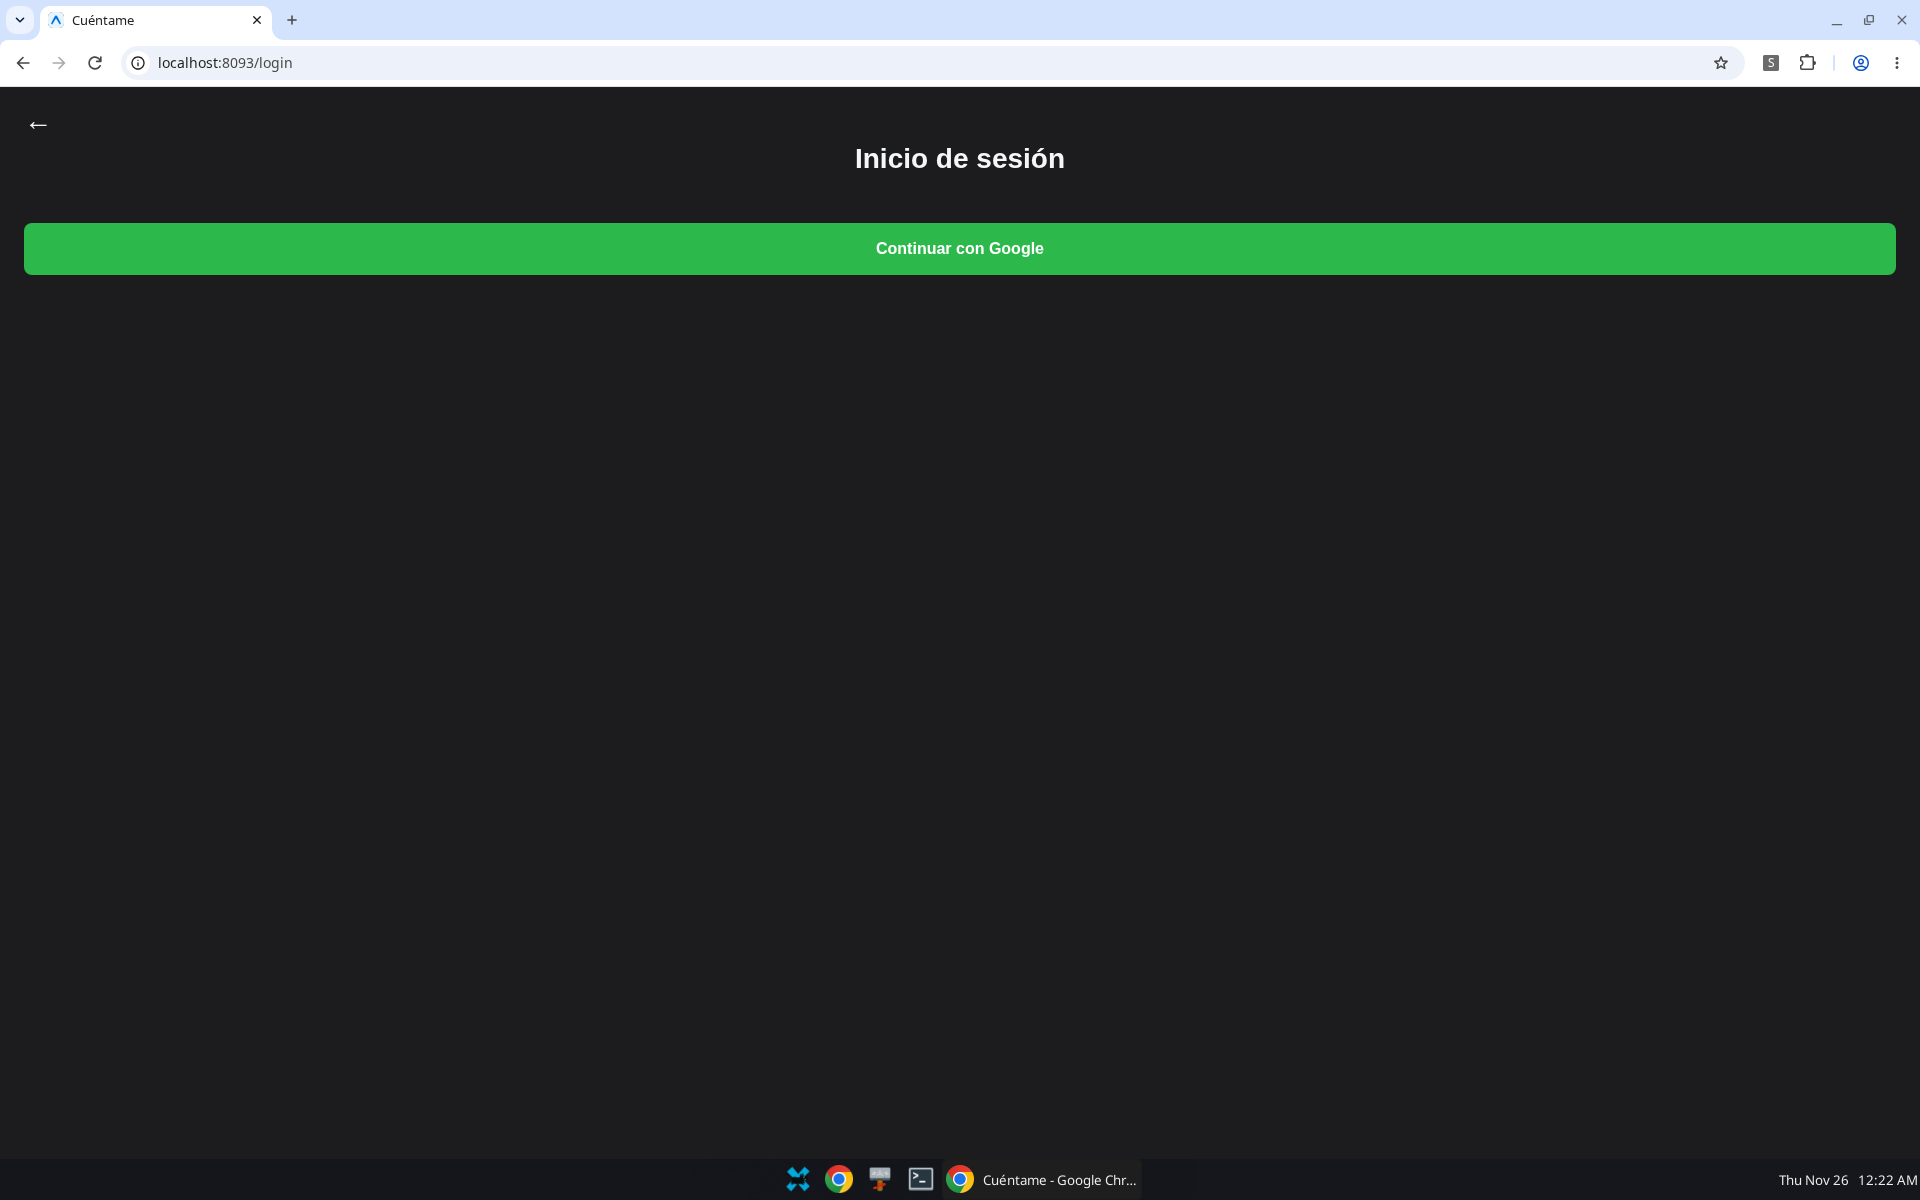 Cuéntame
localhost:8093/login
S
←
Inicio de sesión
Continuar con Google
Cuéntame - Google Chr...
Thu Nov 26 12:22 AM